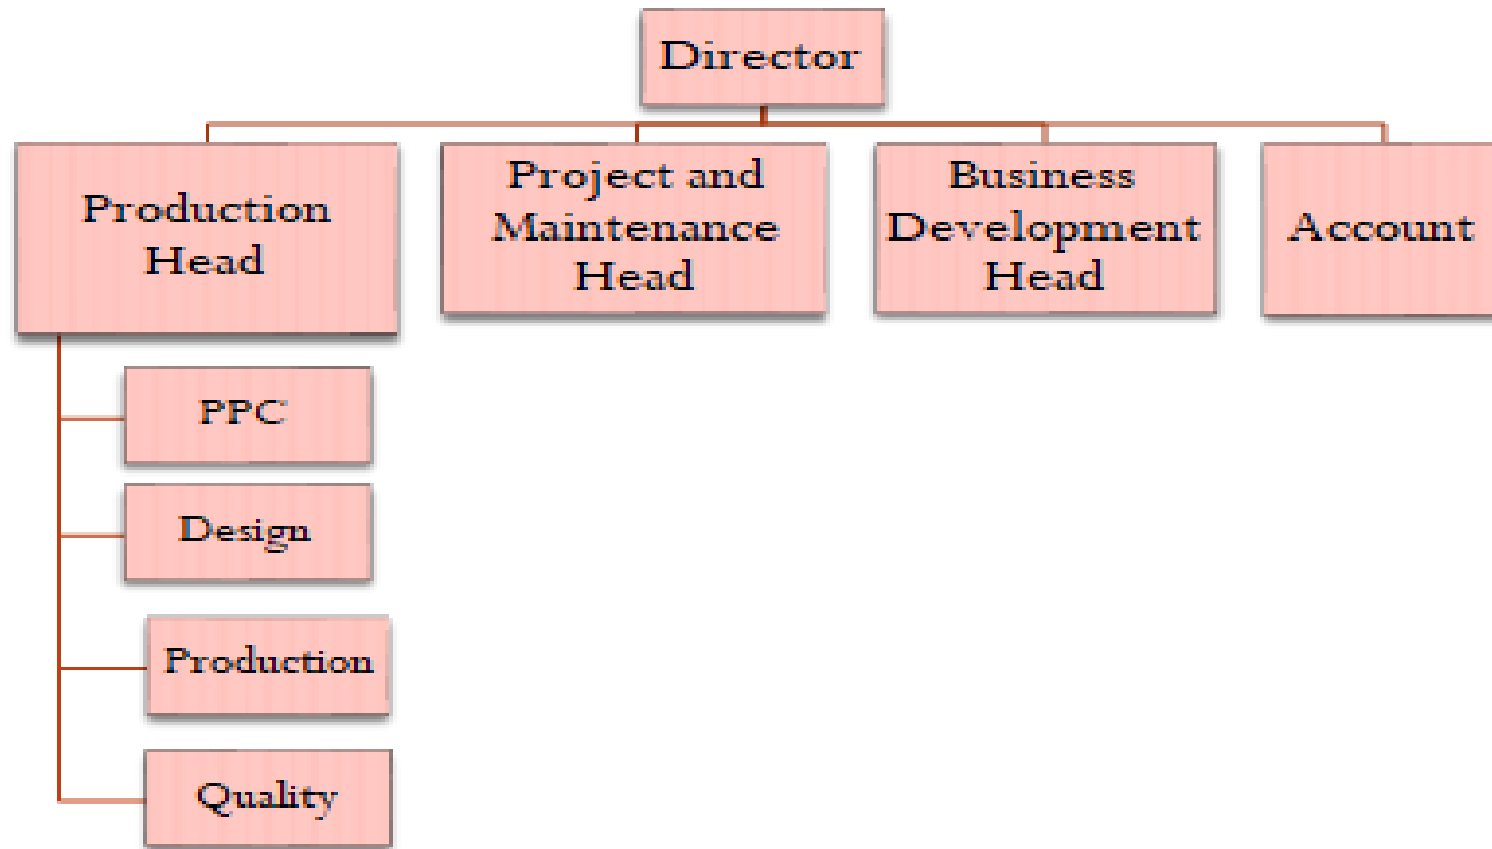 Director
Production
Head
Project and
Maintenance
Head
Business
Development
Head
Account
PPC
Design
Production
Quality